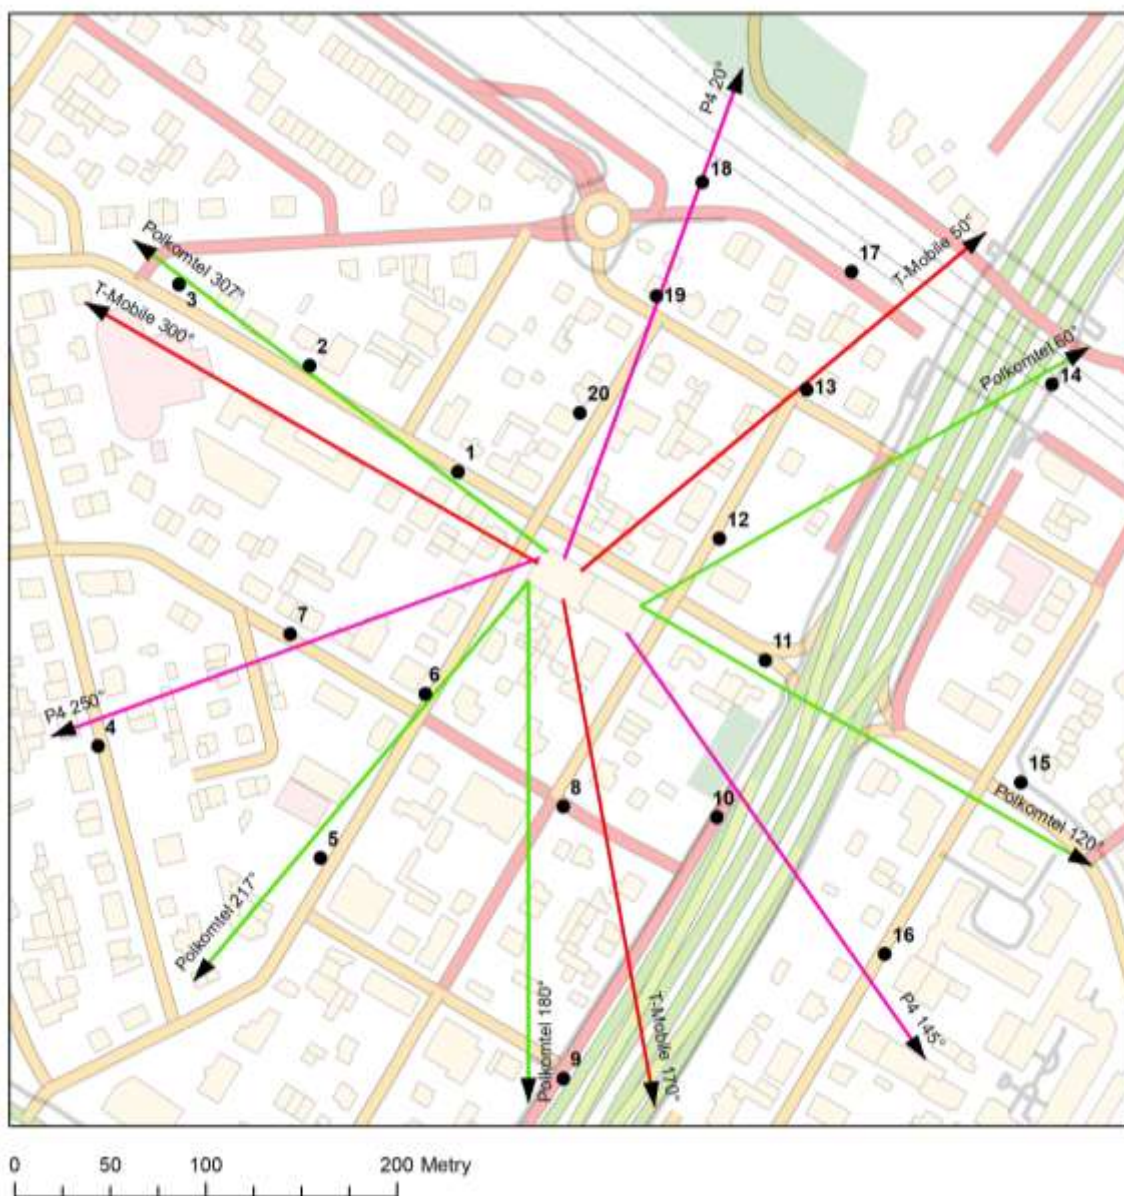 P4 20°
18
Polkomtel 307°
T-Mobile 50°
17
3
19
T-Mobile 300°
2
Polkomtel 60°
14
13
20
1
12
7
11
6
P4 250°
4
15
8
10
Polkomtel 120°
5
Polkomtel 217°
16
P4 145°
Polkomtel 180°
T-Mobile 170°
9
0 50 100 200 Metry